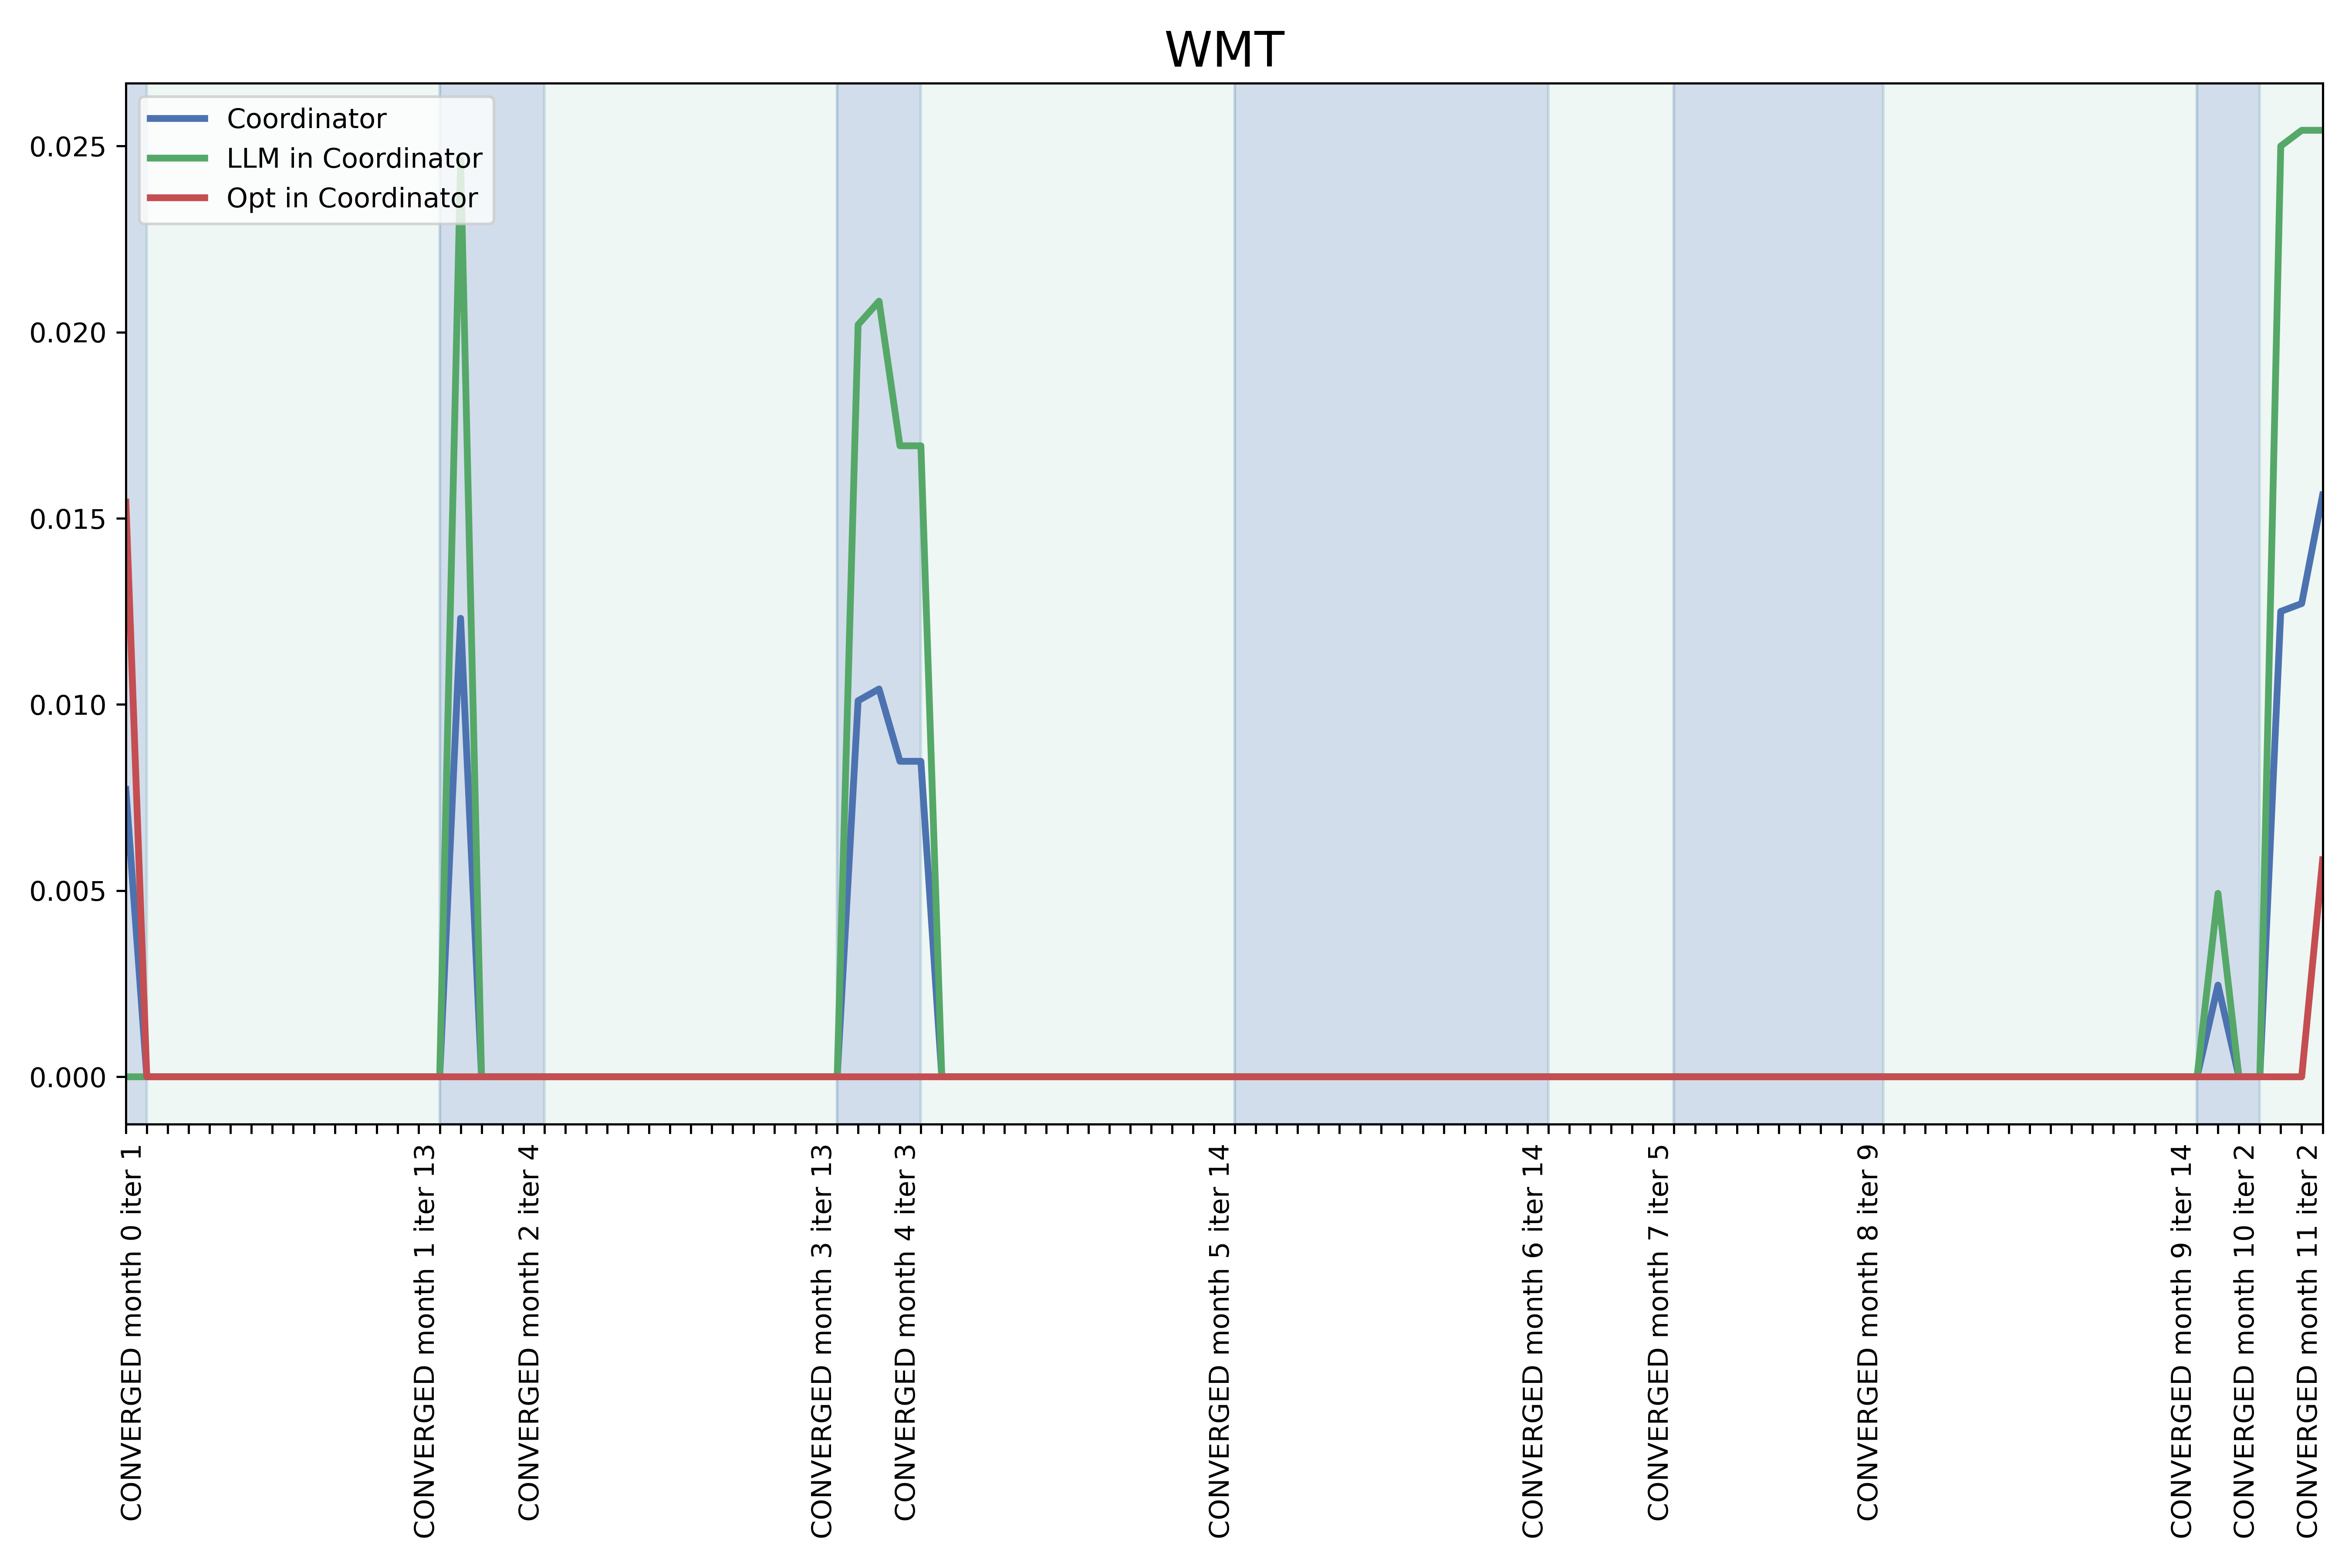 WMT
Coordinator
LLM in Coordinator
Opt in Coordinator
0.025
0.020
0.015
0.010
0.005
0.000
CONVERGED month 0 iter 1
CONVERGED month 1 iter 13
CONVERGED month 2 iter 4
CONVERGED month 3 iter 13
CONVERGED month 4 iter 3
CONVERGED month 5 iter 14
CONVERGED month 6 iter 14
CONVERGED month 7 iter 5
CONVERGED month 8 iter 9
CONVERGED month 9 iter 14
CONVERGED month 10 iter 2
CONVERGED month 11 iter 2